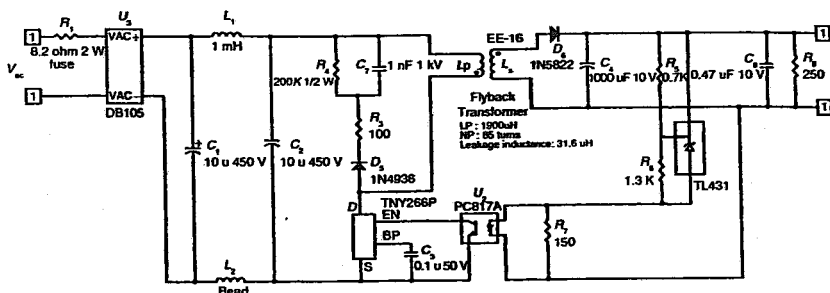 1
R1
8.2 ohm 2 W
fuse
Vac
1
U3
VAC+
VAC-
DB105
L1
1 mH
C1
10 u 450 V
C2
10 u 450 V
L2
Bead
R4
200K 1/2 W
C7
1 nF 1 kV
R3
100
D5
1N4936
D
TNY266P
EN
BP
S
C3
0.1 u 50 V
U2
PC817A
EE-16
Lp
Ls
Flyback
Transformer
LP : 1900uH
NP : 85 turns
Leakage inductance: 31.6 uH
D6
1N5822
C4
1000 uF 10 V
R5
0.7K
0.47 uF
C8
10 V
R8
250
1
1
R6
1.3 K
TL431
R7
150